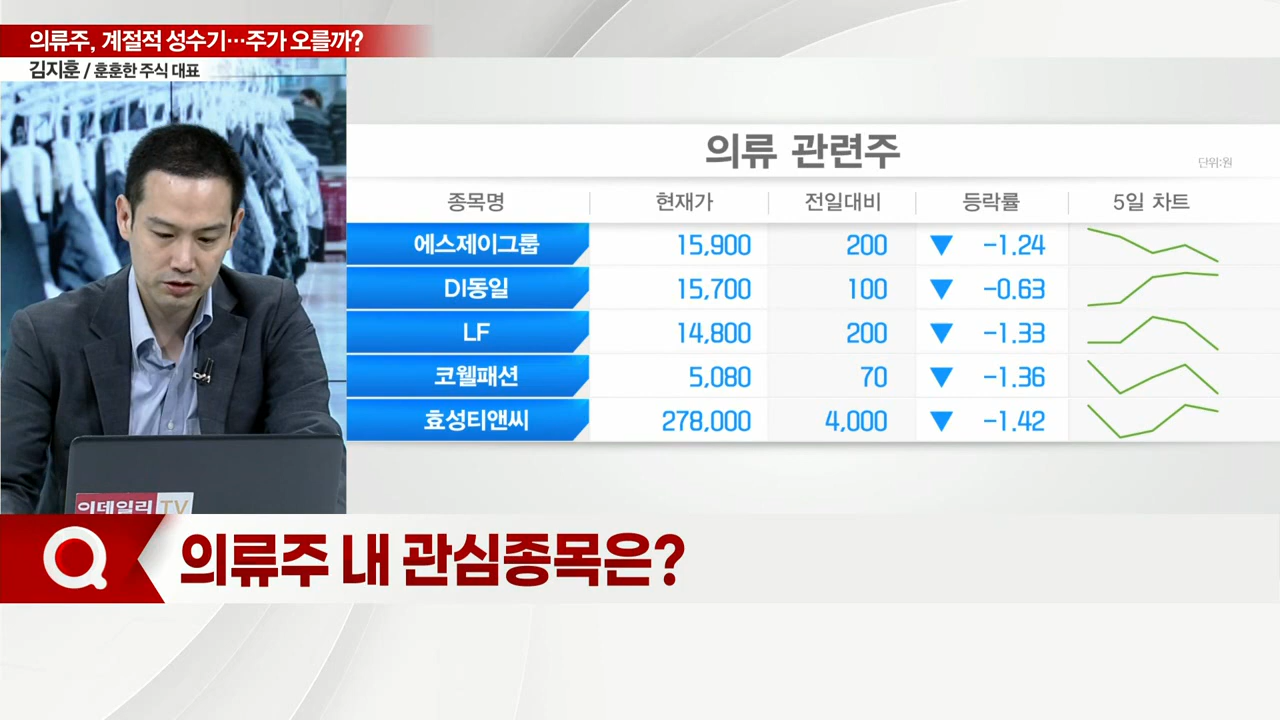 의류주, 계절적 성수기…주가 오를까?
김지훈 / 훈훈한 주식 대표
의류 관련주
단위:원
종목명 현재가 전일대비 등락률 5일 차트
에스제이그룹 15,900 200 ▼ -1.24
DI동일 15,700 100 ▼ -0.63
LF 14,800 200 ▼ -1.33
코웰패션 5,080 70 ▼ -1.36
효성티앤씨 278,000 4,000 ▼ -1.42
이데일리 TV
Q 의류주 내 관심종목은?